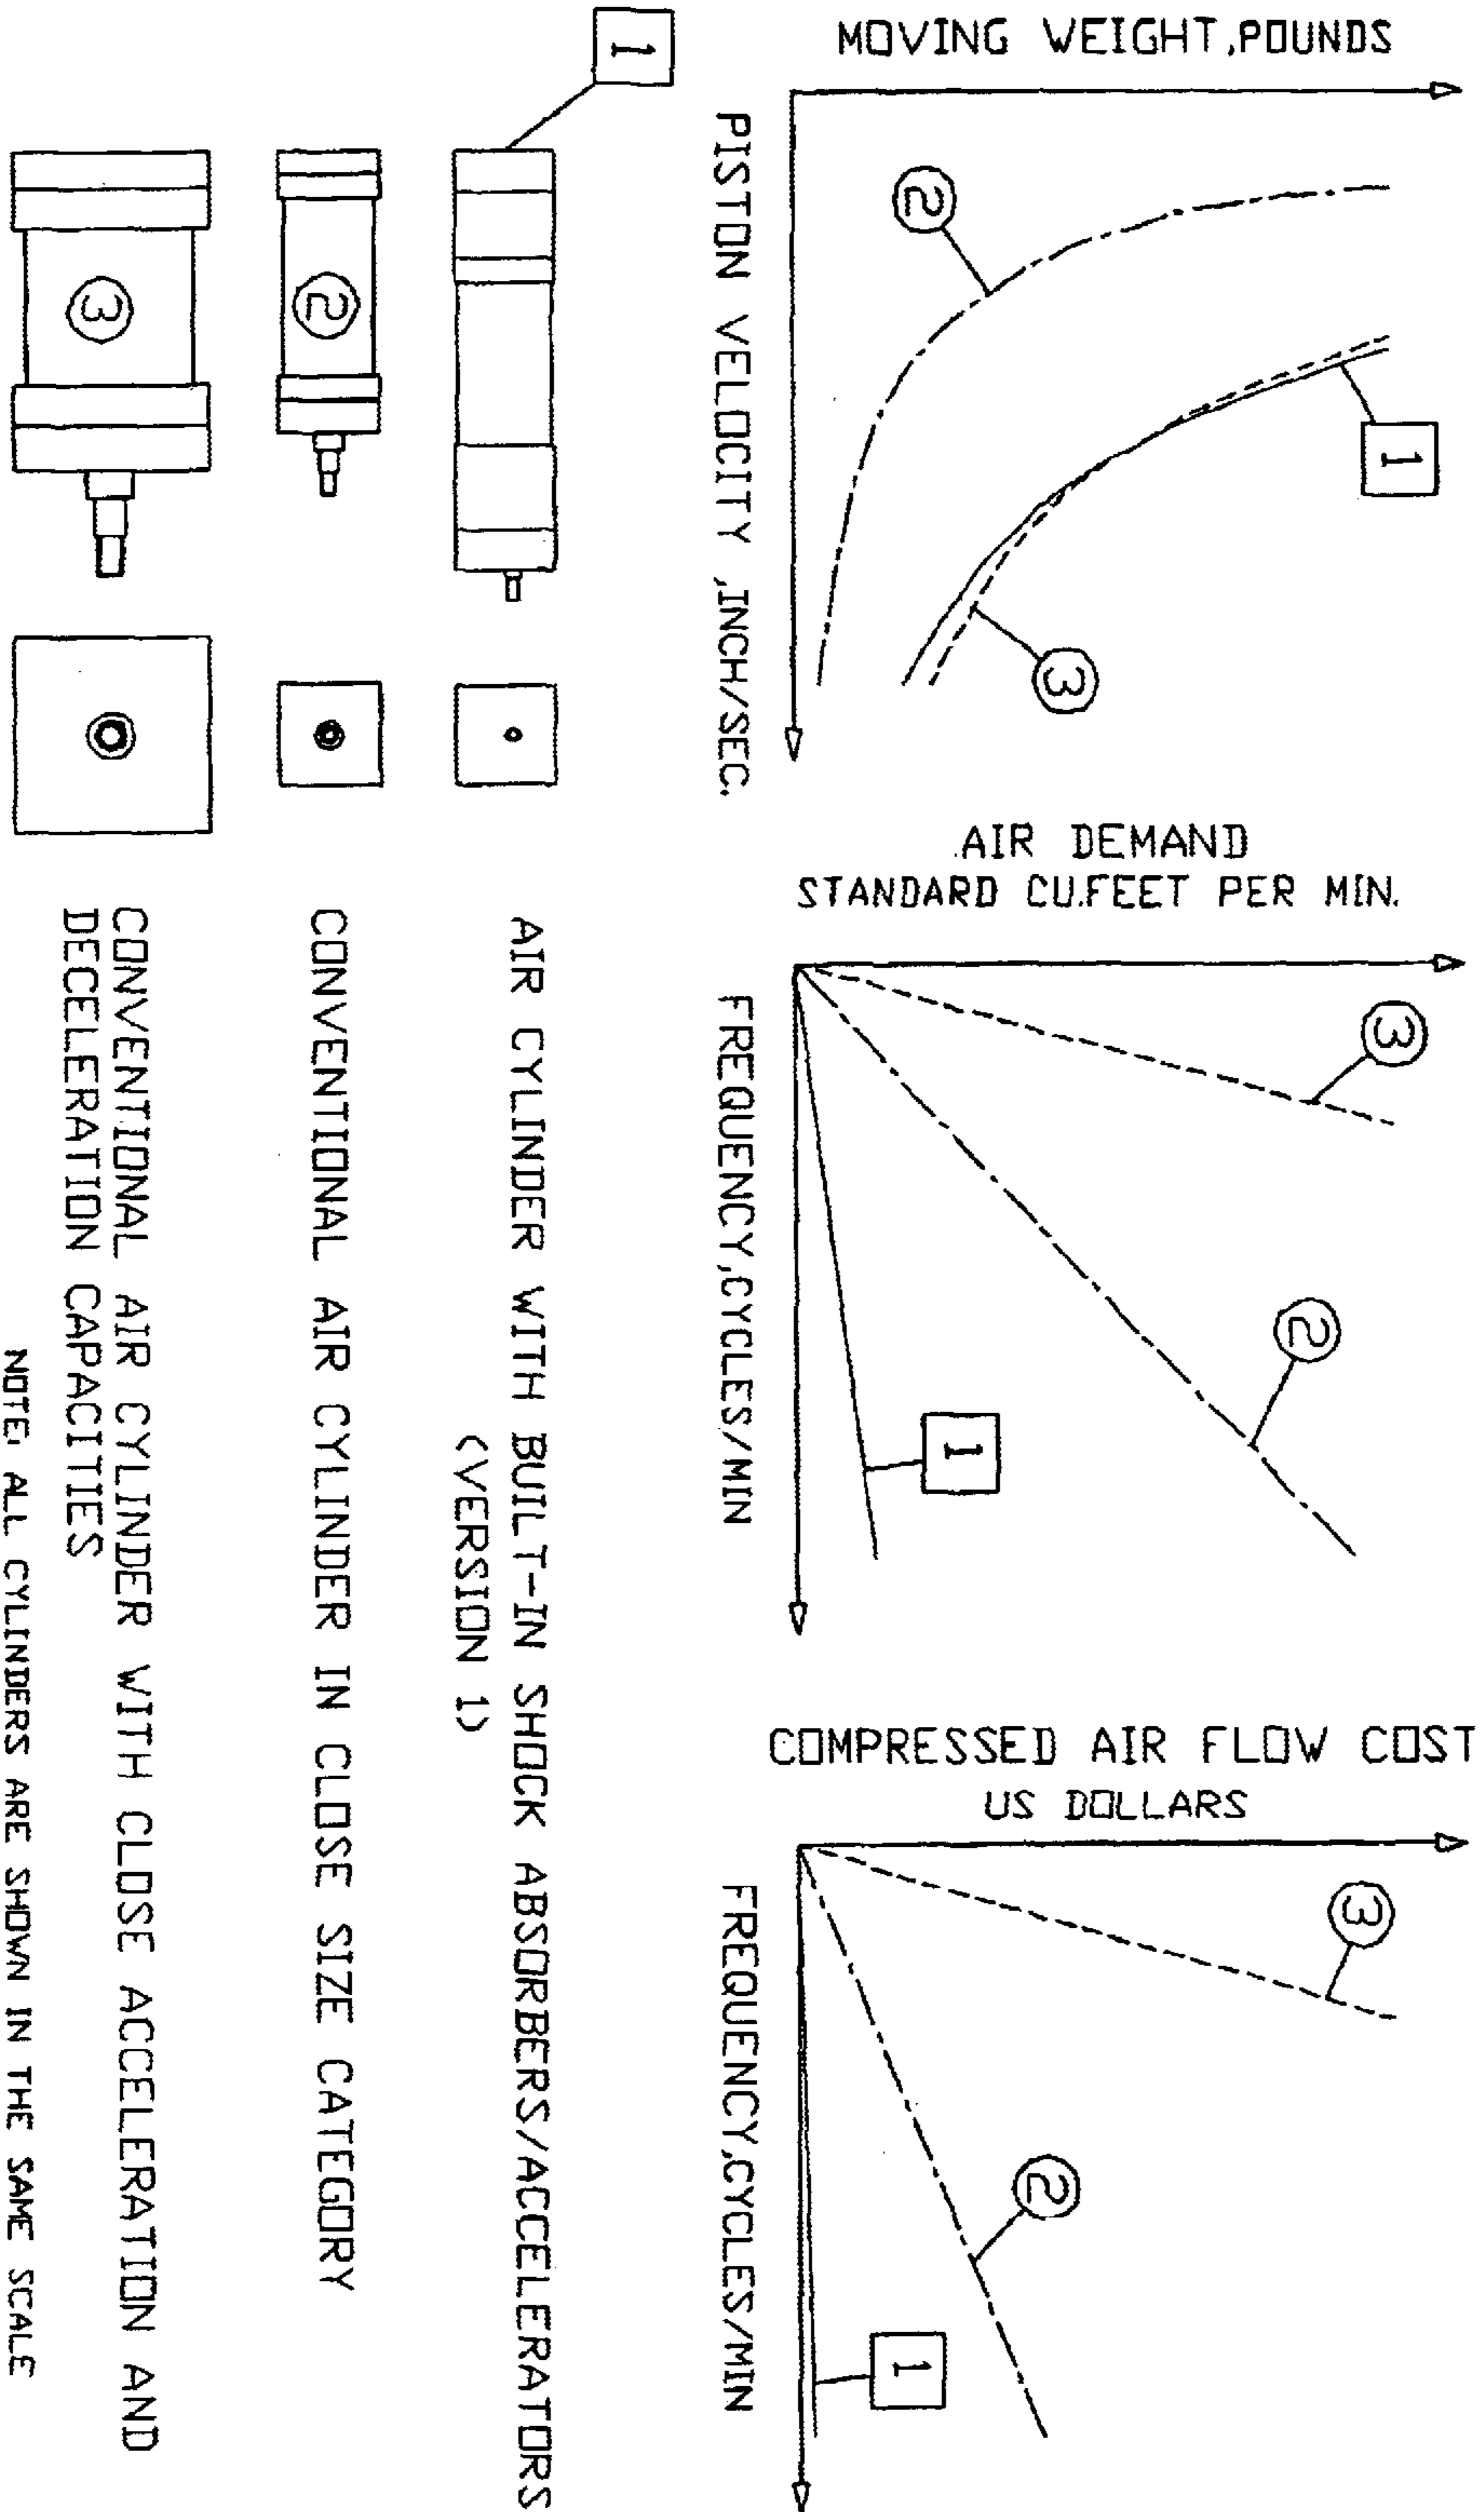 MOVING WEIGHT,POUNDS
2
1
3
PISTON VELOCITY ,INCH/SEC.
AIR DEMAND
STANDARD CU.FEET PER MIN.
3
2
1
FREQUENCY,CYCLES/MIN
COMPRESSED AIR FLOW COST
US DOLLARS
3
2
1
FREQUENCY,CYCLES/MIN
1
AIR CYLINDER WITH BUILT-IN SHOCK ABSORBERS/ACCELERATORS
(VERSION 1)
2
CONVENTIONAL AIR CYLINDER IN CLOSE SIZE CATEGORY
3
CONVENTIONAL AIR CYLINDER WITH CLOSE ACCELERATION AND
DECELERATION CAPACITIES
NOTE: ALL CYLINDERS ARE SHOWN IN THE SAME SCALE